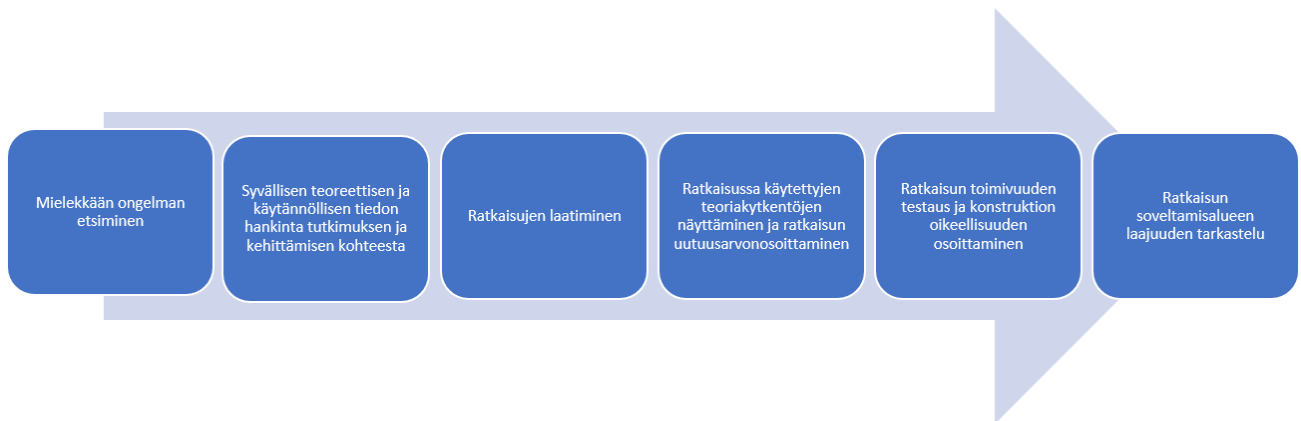 Mielekkään ongelman
etsiminen
Syvällisen teoreettisen ja
käytännöllisen tiedon
hankinta tutkimuksen ja
kehittämisen kohteesta
Ratkaisujen laatiminen
Ratkaisussa käytettyjen
teoriakytkentöjen
näyttäminen ja ratkaisun
uutuusarvonosoittaminen
Ratkaisun toimivuuden
testaus ja konstruktion
oikeellisuuden
osoittaminen
Ratkaisun
soveltamisalueen
laajuuden tarkastelu